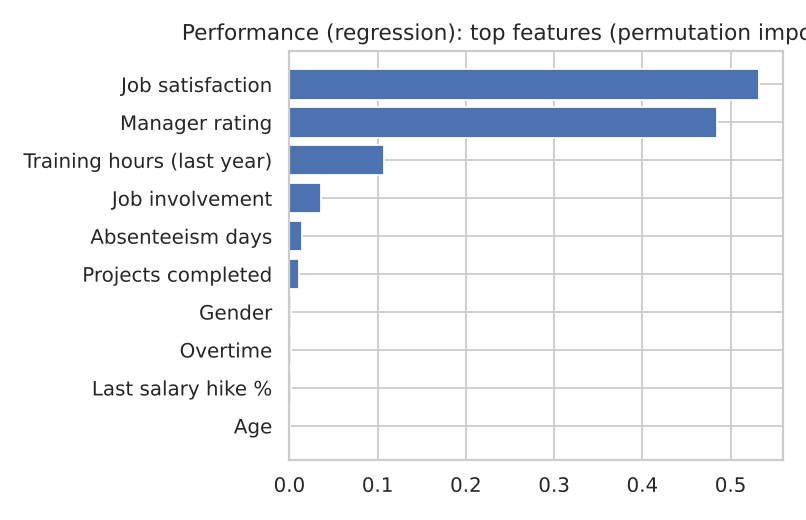 Performance (regression): top features (permutation impo
Job satisfaction
Manager rating
Training hours (last year)
Job involvement
Absenteeism days
Projects completed
Gender
Overtime
Last salary hike %
Age
0.0 0.1 0.2 0.3 0.4 0.5